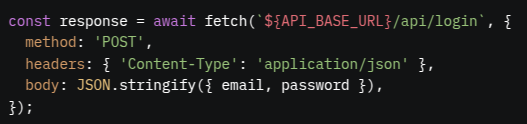 const response = await fetch(`${API_BASE_URL}/api/login`, {
  method: 'POST',
  headers: { 'Content-Type': 'application/json' },
  body: JSON.stringify({ email, password }),
});